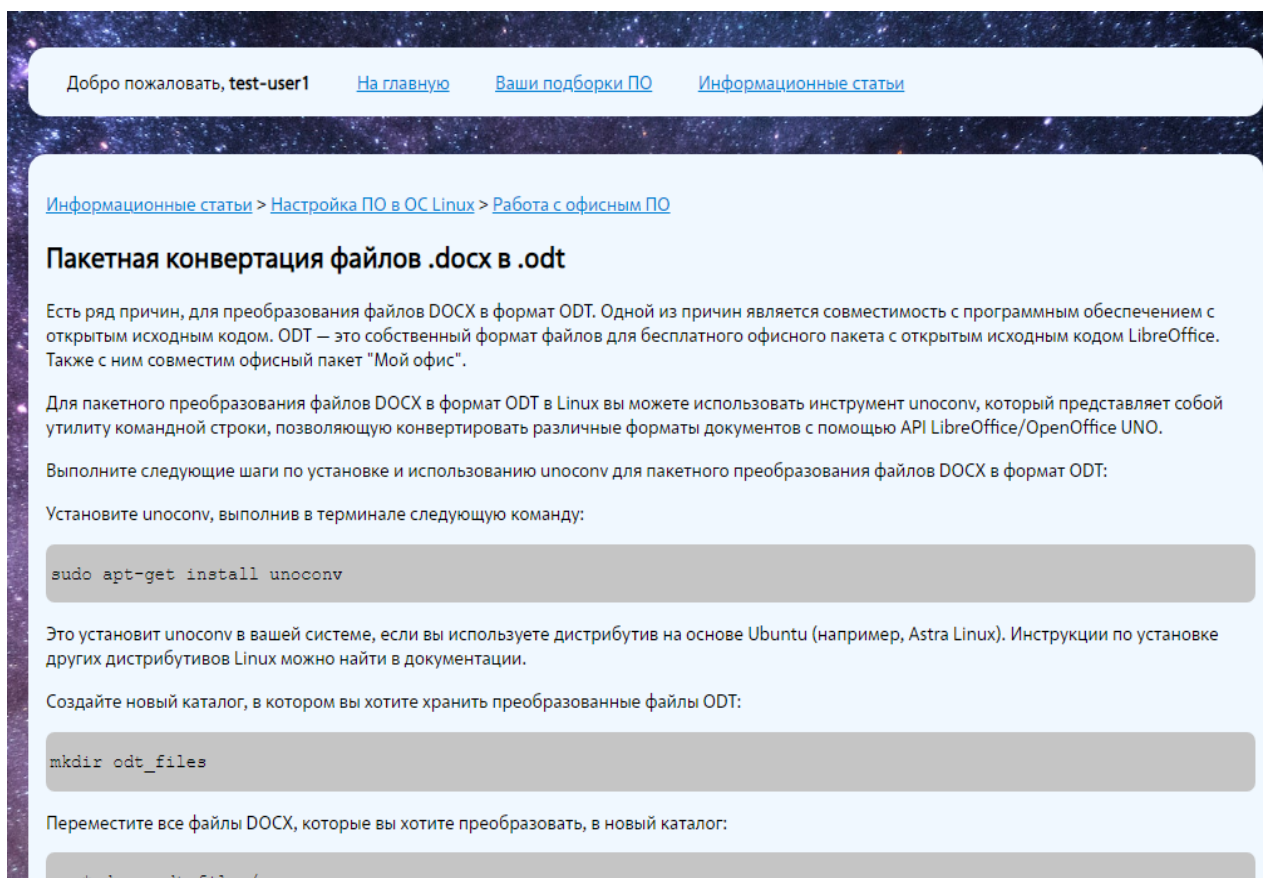 Добро пожаловать, test-user1 На главную Ваши подборки ПО Информационные статьи
Информационные статьи > Настройка ПО в ОС Linux > Работа с офисным ПО
Пакетная конвертация файлов .docx в .odt
Есть ряд причин, для преобразования файлов DOCX в формат ODT. Одной из причин является совместимость с программным обеспечением с
открытым исходным кодом. ODT — это собственный формат файлов для бесплатного офисного пакета с открытым исходным кодом LibreOffice.
Также с ним совместим офисный пакет "Мой офис".
Для пакетного преобразования файлов DOCX в формат ODT в Linux вы можете использовать инструмент unoconv, который представляет собой
утилиту командной строки, позволяющую конвертировать различные форматы документов с помощью API LibreOffice/OpenOffice UNO.
Выполните следующие шаги по установке и использованию unoconv для пакетного преобразования файлов DOCX в формат ODT:
Установите unoconv, выполнив в терминале следующую команду:
sudo apt-get install unoconv
Это установит unoconv в вашей системе, если вы используете дистрибутив на основе Ubuntu (например, Astra Linux). Инструкции по установке
других дистрибутивов Linux можно найти в документации.
Создайте новый каталог, в котором вы хотите хранить преобразованные файлы ODT:
mkdir odt_files
Переместите все файлы DOCX, которые вы хотите преобразовать, в новый каталог: